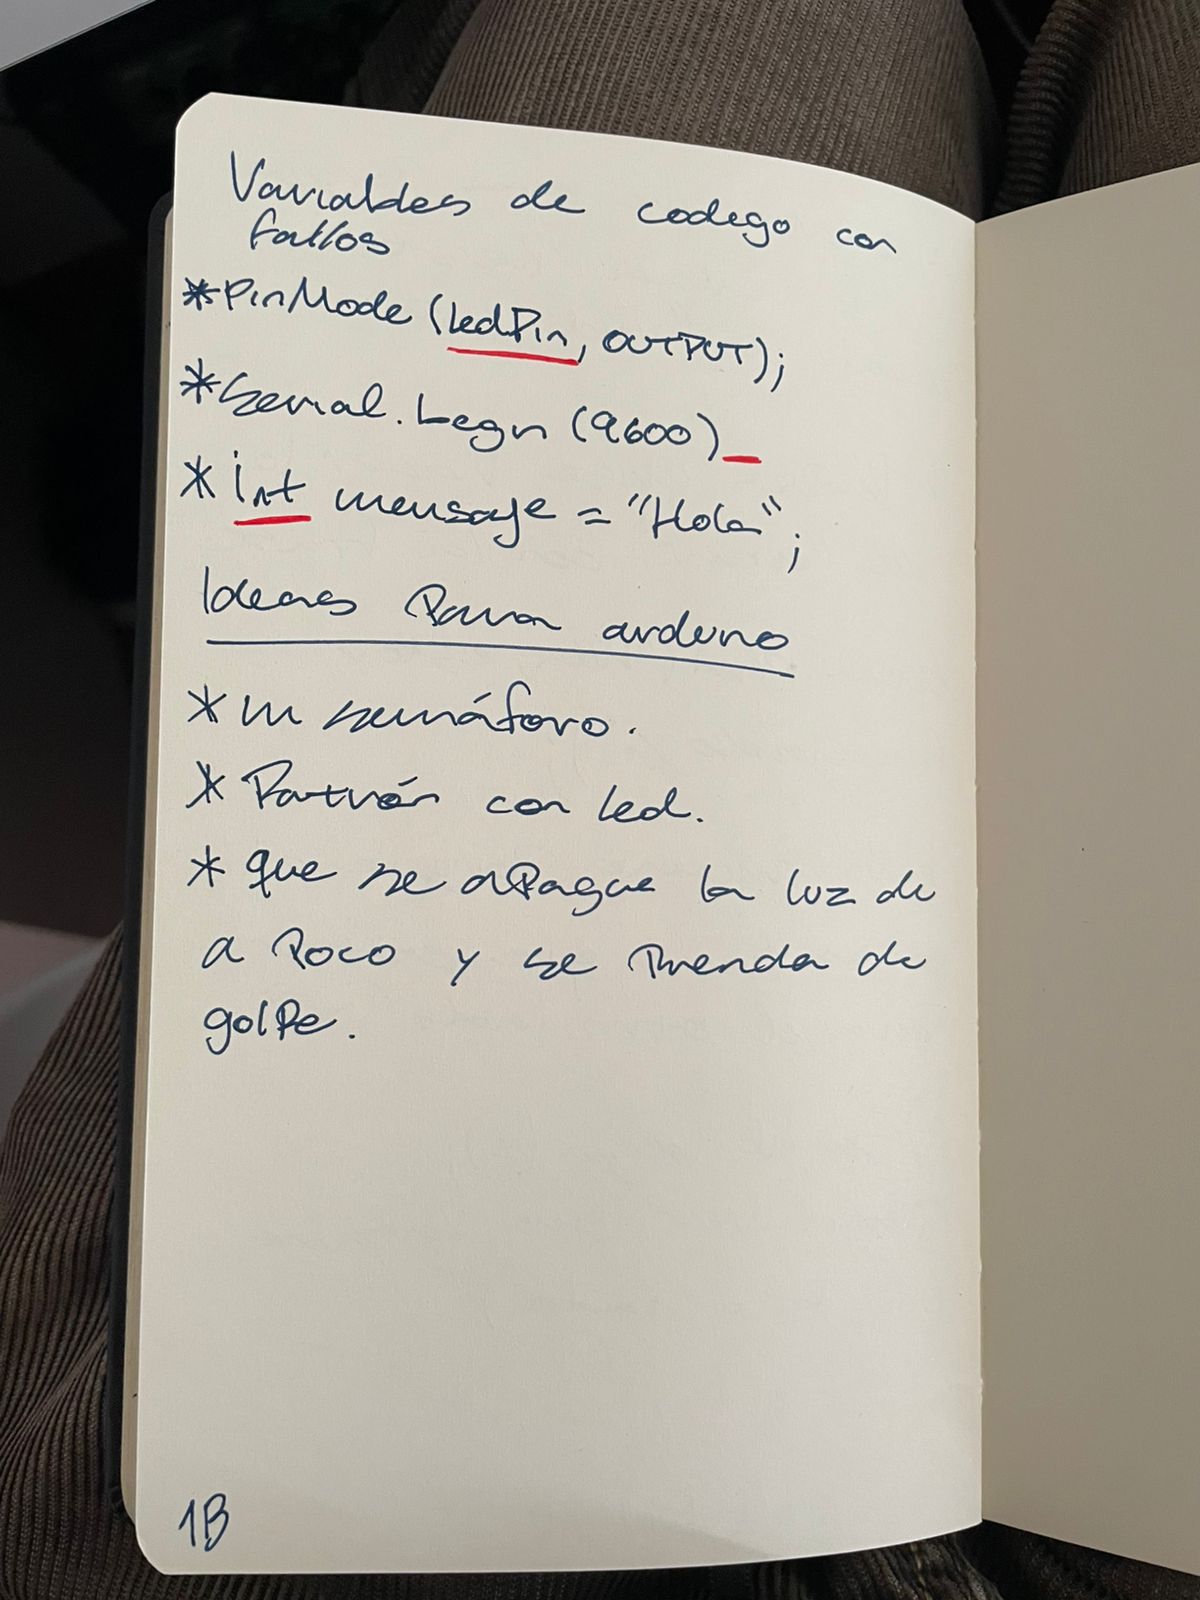 Variables de codego con
fallos
*PinMode (ledPin, OUTPUT);
*Serial.begin (9600)_
* int mensaje = "Hola";
Ideas Para arduino
* un semáforo.
* Patrón con led.
* que se apague la luz de
a Poco y se Prenda de
golPe.
1B